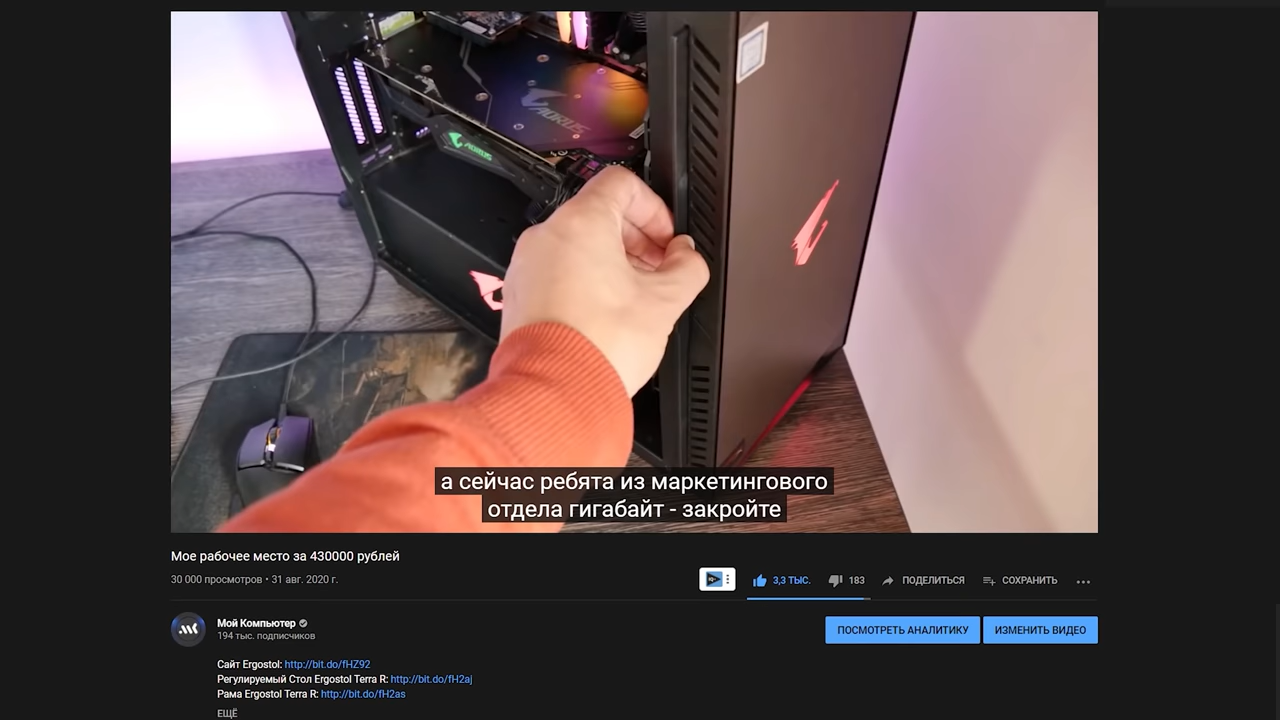 AORUS
AORUS
а сейчас ребята из маркетингового
отдела гигабайт - закройте
Мое рабочее место за 430000 рублей
30 000 просмотров • 31 авг. 2020 г.
3,3 ТЫС.
183
ПОДЕЛИТЬСЯ
СОХРАНИТЬ
Мой Компьютер
194 тыс. подписчиков
ПОСМОТРЕТЬ АНАЛИТИКУ
ИЗМЕНИТЬ ВИДЕО
Сайт Ergostol: http://bit.do/fHZ92
Регулируемый Стол Ergostol Terra R: http://bit.do/fH2aj
Рама Ergostol Terra R: http://bit.do/fH2as
ЕЩЁ